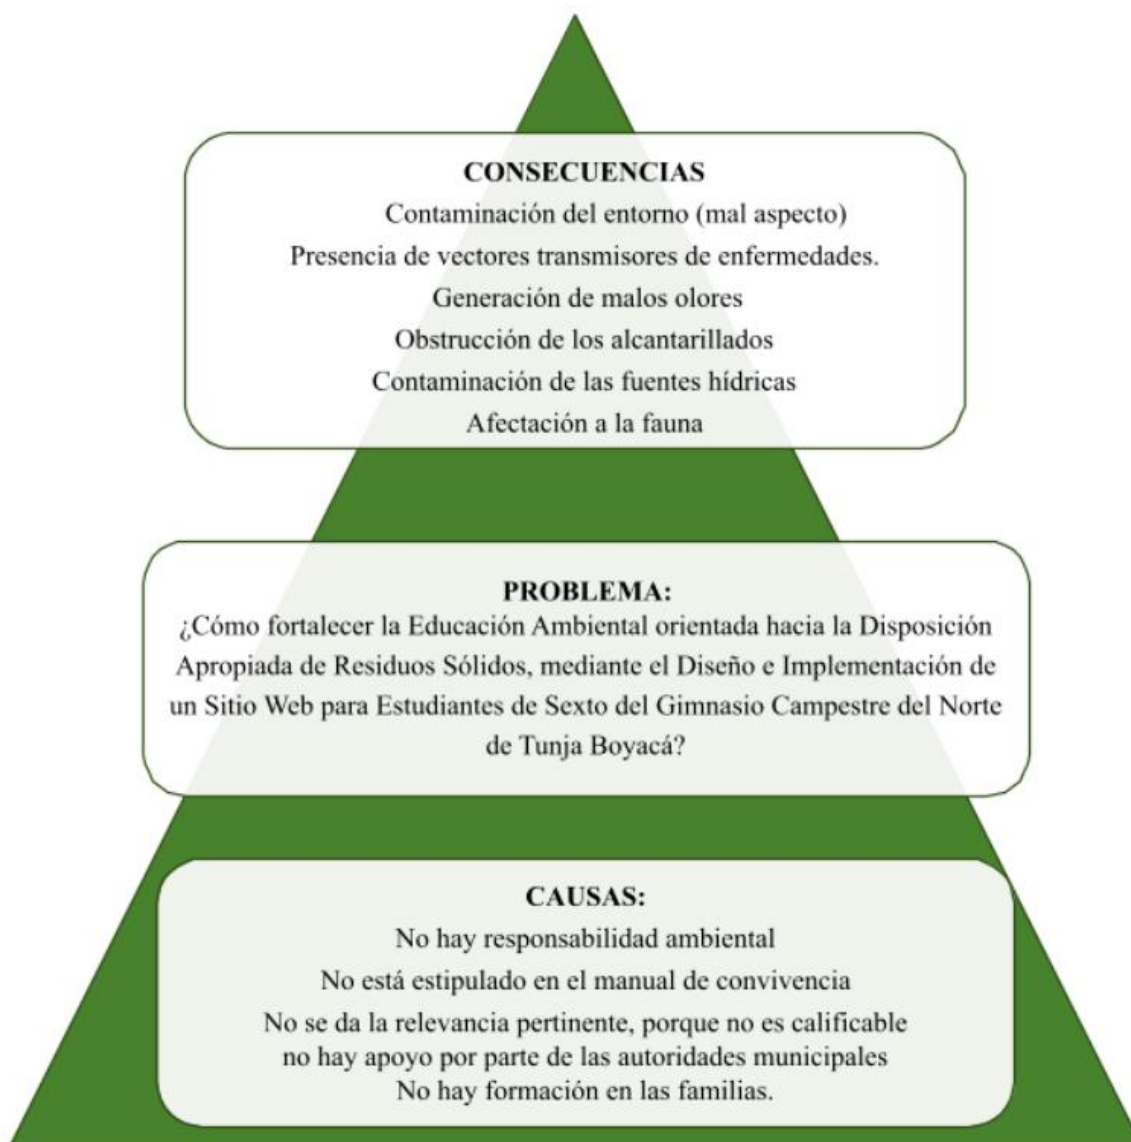 CONSECUENCIAS
Contaminación del entorno (mal aspecto)
Presencia de vectores transmisores de enfermedades.
Generación de malos olores
Obstrucción de los alcantarillados
Contaminación de las fuentes hídricas
Afectación a la fauna
PROBLEMA:
¿Cómo fortalecer la Educación Ambiental orientada hacia la Disposición
Apropiada de Residuos Sólidos, mediante el Diseño e Implementación de
un Sitio Web para Estudiantes de Sexto del Gimnasio Campestre del Norte
de Tunja Boyacá?
CAUSAS:
No hay responsabilidad ambiental
No está estipulado en el manual de convivencia
No se da la relevancia pertinente, porque no es calificable
no hay apoyo por parte de las autoridades municipales
No hay formación en las familias.